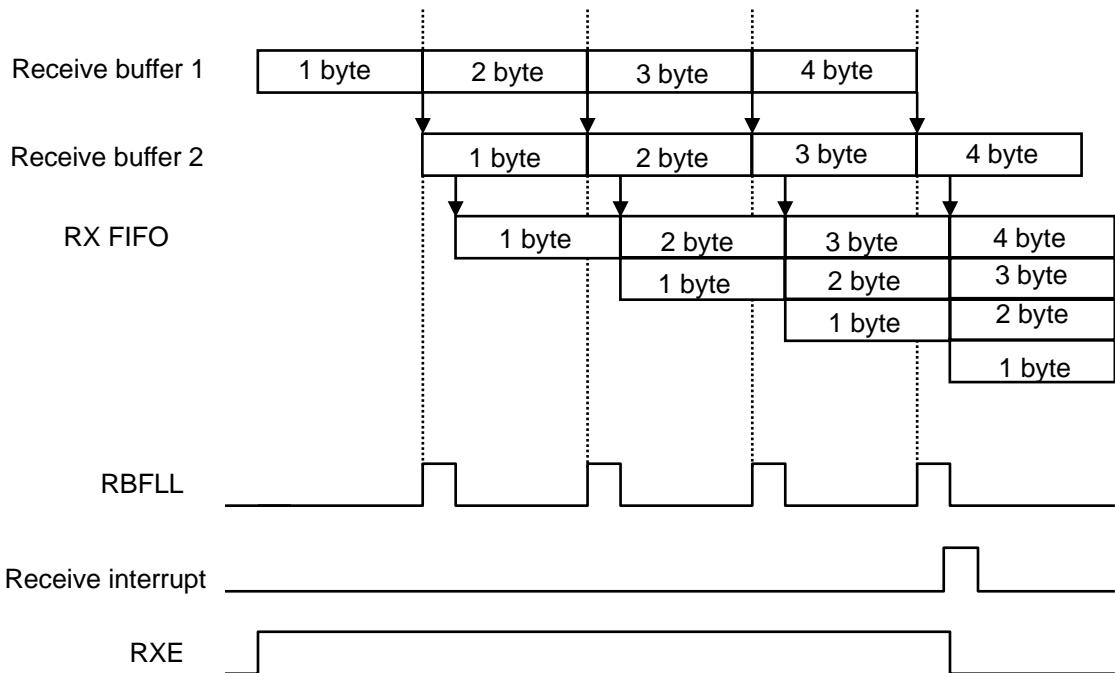 Receive buffer 1
1 byte 2 byte 3 byte 4 byte
Receive buffer 2
1 byte 2 byte 3 byte 4 byte
RX FIFO
1 byte 2 byte 3 byte 4 byte
1 byte 2 byte 3 byte
1 byte 2 byte
1 byte
RBFLL
Receive interrupt
RXE